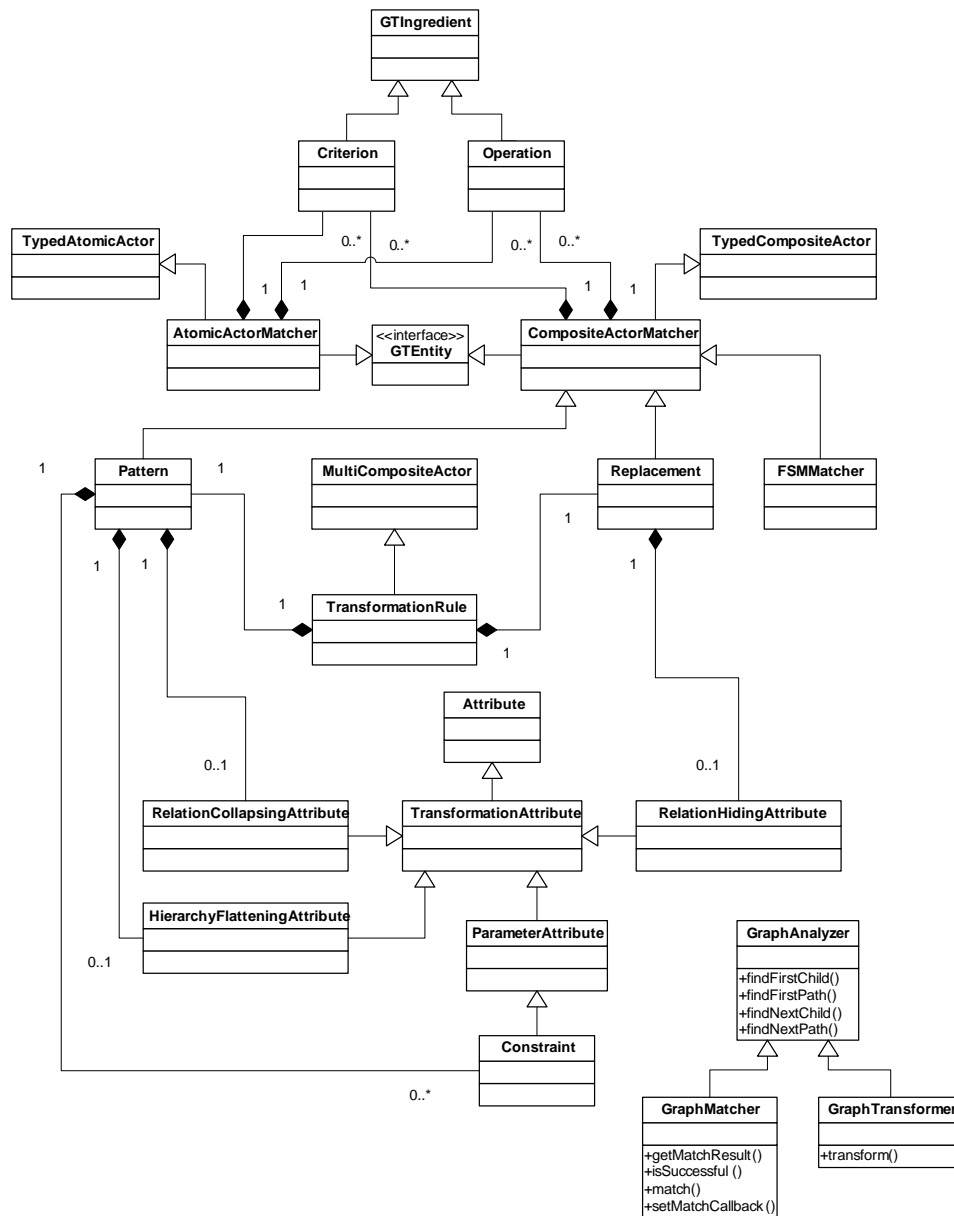 GTIngredient
Criterion
Operation
0..*
0..*
0..*
0..*
TypedAtomicActor
TypedCompositeActor
1
1
1
1
AtomicActorMatcher
<<interface>>
GTEntity
CompositeActorMatcher
1
Pattern
1
MultiCompositeActor
Replacement
FSMMatcher
1
1
1
1
1
TransformationRule
1
Attribute
0..1
0..1
RelationCollapsingAttribute
TransformationAttribute
RelationHidingAttribute
HierarchyFlatteningAttribute
ParameterAttribute
GraphAnalyzer
0..1
+findFirstChild()
+findFirstPath()
+findNextChild()
+findNextPath()
Constraint
0..*
GraphMatcher
GraphTransformer
+getMatchResult()
+isSuccessful ()
+match()
+setMatchCallback()
+transform()